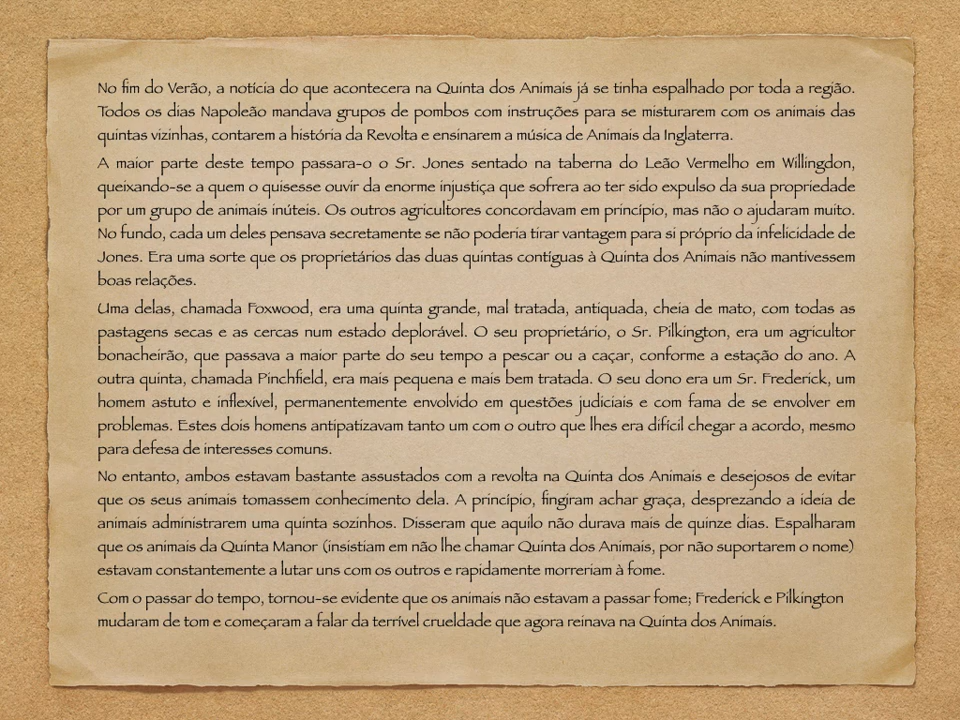 No fim do Verão, a notícia do que acontecera na Quinta dos Animais já se tinha espalhado por toda a região.
Todos os dias Napoleão mandava grupos de pombos com instruções para se misturarem com os animais das
quintas vizinhas, contarem a história da Revolta e ensinarem a música de Animais da Inglaterra.
A maior parte deste tempo passara-o o Sr. Jones sentado na taberna do Leão Vermelho em Willingdon,
queixando-se a quem o quisesse ouvir da enorme injustiça que sofrera ao ter sido expulso da sua propriedade
por um grupo de animais inúteis. Os outros agricultores concordavam em princípio, mas não o ajudaram muito.
No fundo, cada um deles pensava secretamente se não poderia tirar vantagem para si próprio da infelicidade de
Jones. Era uma sorte que os proprietários das duas quintas contíguas à Quinta dos Animais não mantivessem
boas relações.
Uma delas, chamada Foxwood, era uma quinta grande, mal tratada, antiquada, cheia de mato, com todas as
pastagens secas e as cercas num estado deplorável. O seu proprietário, o Sr. Pilkington, era um agricultor
bonacheirão, que passava a maior parte do seu tempo a pescar ou a caçar, conforme a estação do ano. A
outra quinta, chamada Pinchfield, era mais pequena e mais bem tratada. O seu dono era um Sr. Frederick, um
homem astuto e inflexível, permanentemente envolvido em questões judiciais e com fama de se envolver em
problemas. Estes dois homens antipatizavam tanto um com o outro que lhes era difícil chegar a acordo, mesmo
para defesa de interesses comuns.
No entanto, ambos estavam bastante assustados com a revolta na Quinta dos Animais e desejosos de evitar
que os seus animais tomassem conhecimento dela. A princípio, fingiram achar graça, desprezando a ideia de
animais administrarem uma quinta sozinhos. Disseram que aquilo não durava mais de quinze dias. Espalharam
que os animais da Quinta Manor (insistiam em não lhe chamar Quinta dos Animais, por não suportarem o nome)
estavam constantemente a lutar uns com os outros e rapidamente morreriam à fome.
Com o passar do tempo, tornou-se evidente que os animais não estavam a passar fome; Frederick e Pilkington
mudaram de tom e começaram a falar da terrível crueldade que agora reinava na Quinta dos Animais.